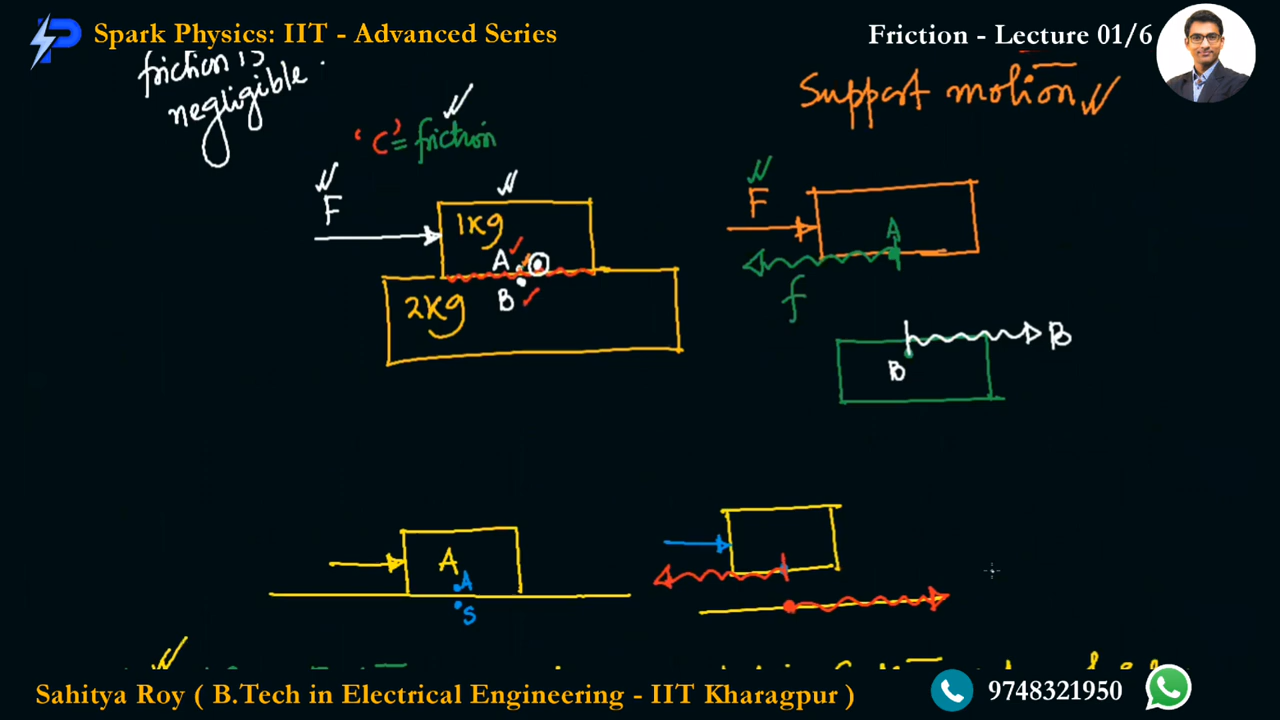 Spark Physics: IIT - Advanced Series
Friction - Lecture 01/6
friction is
negligible.
Support motion
'C' = friction
F
1kg
A
B
2kg
F
A
f
B
B
A
A
S
Sahitya Roy ( B.Tech in Electrical Engineering - IIT Kharagpur )
9748321950